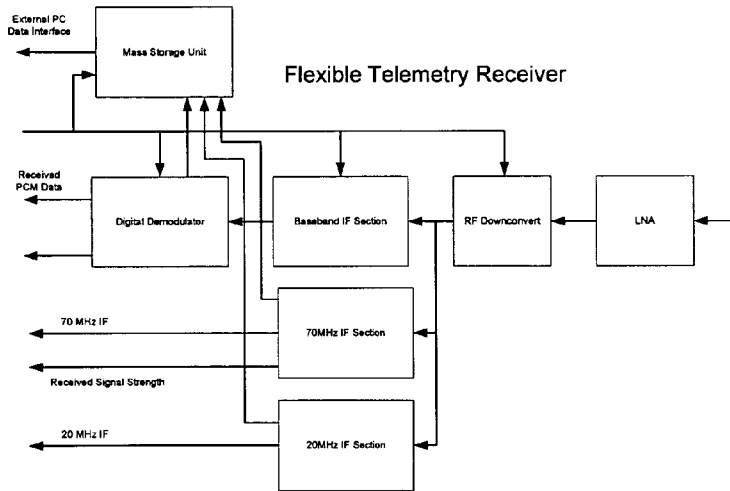 External PC
Data Interface
Mass Storage Unit
Flexible Telemetry Receiver
Received
PCM Data
Digital Demodulator
Baseband IF Section
RF Downconvert
LNA
70 MHz IF
70MHz IF Section
Received Signal Strength
20 MHz IF
20MHz IF Section